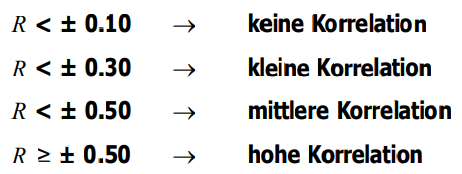 R < ± 0.10 → keine Korrelation
R < ± 0.30 → kleine Korrelation
R < ± 0.50 → mittlere Korrelation
R ≥ ± 0.50 → hohe Korrelation